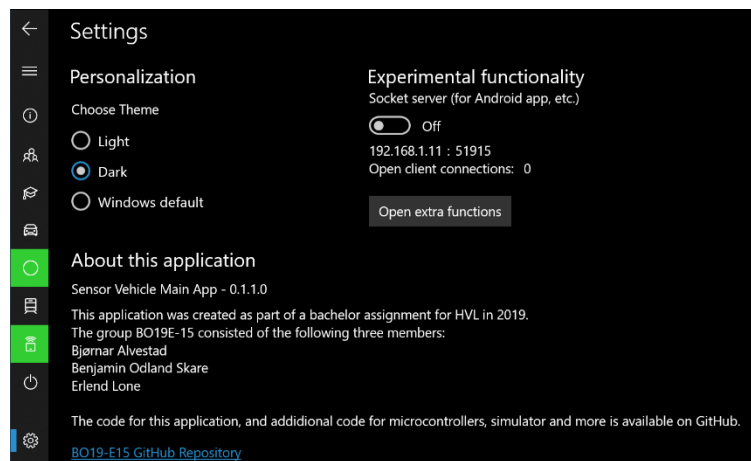 Settings
Personalization
Choose Theme
Light
Dark
Windows default
Experimental functionality
Socket server (for Android app, etc.)
Off
192.168.1.11 : 51915
Open client connections: 0
Open extra functions
About this application
Sensor Vehicle Main App - 0.1.1.0
This application was created as part of a bachelor assignment for HVL in 2019.
The group BO19E-15 consisted of the following three members:
Bjørnar Alvestad
Benjamin Odland Skare
Erlend Lone
The code for this application, and addidional code for microcontrollers, simulator and more is available on GitHub.
BO19-E15 GitHub Repository